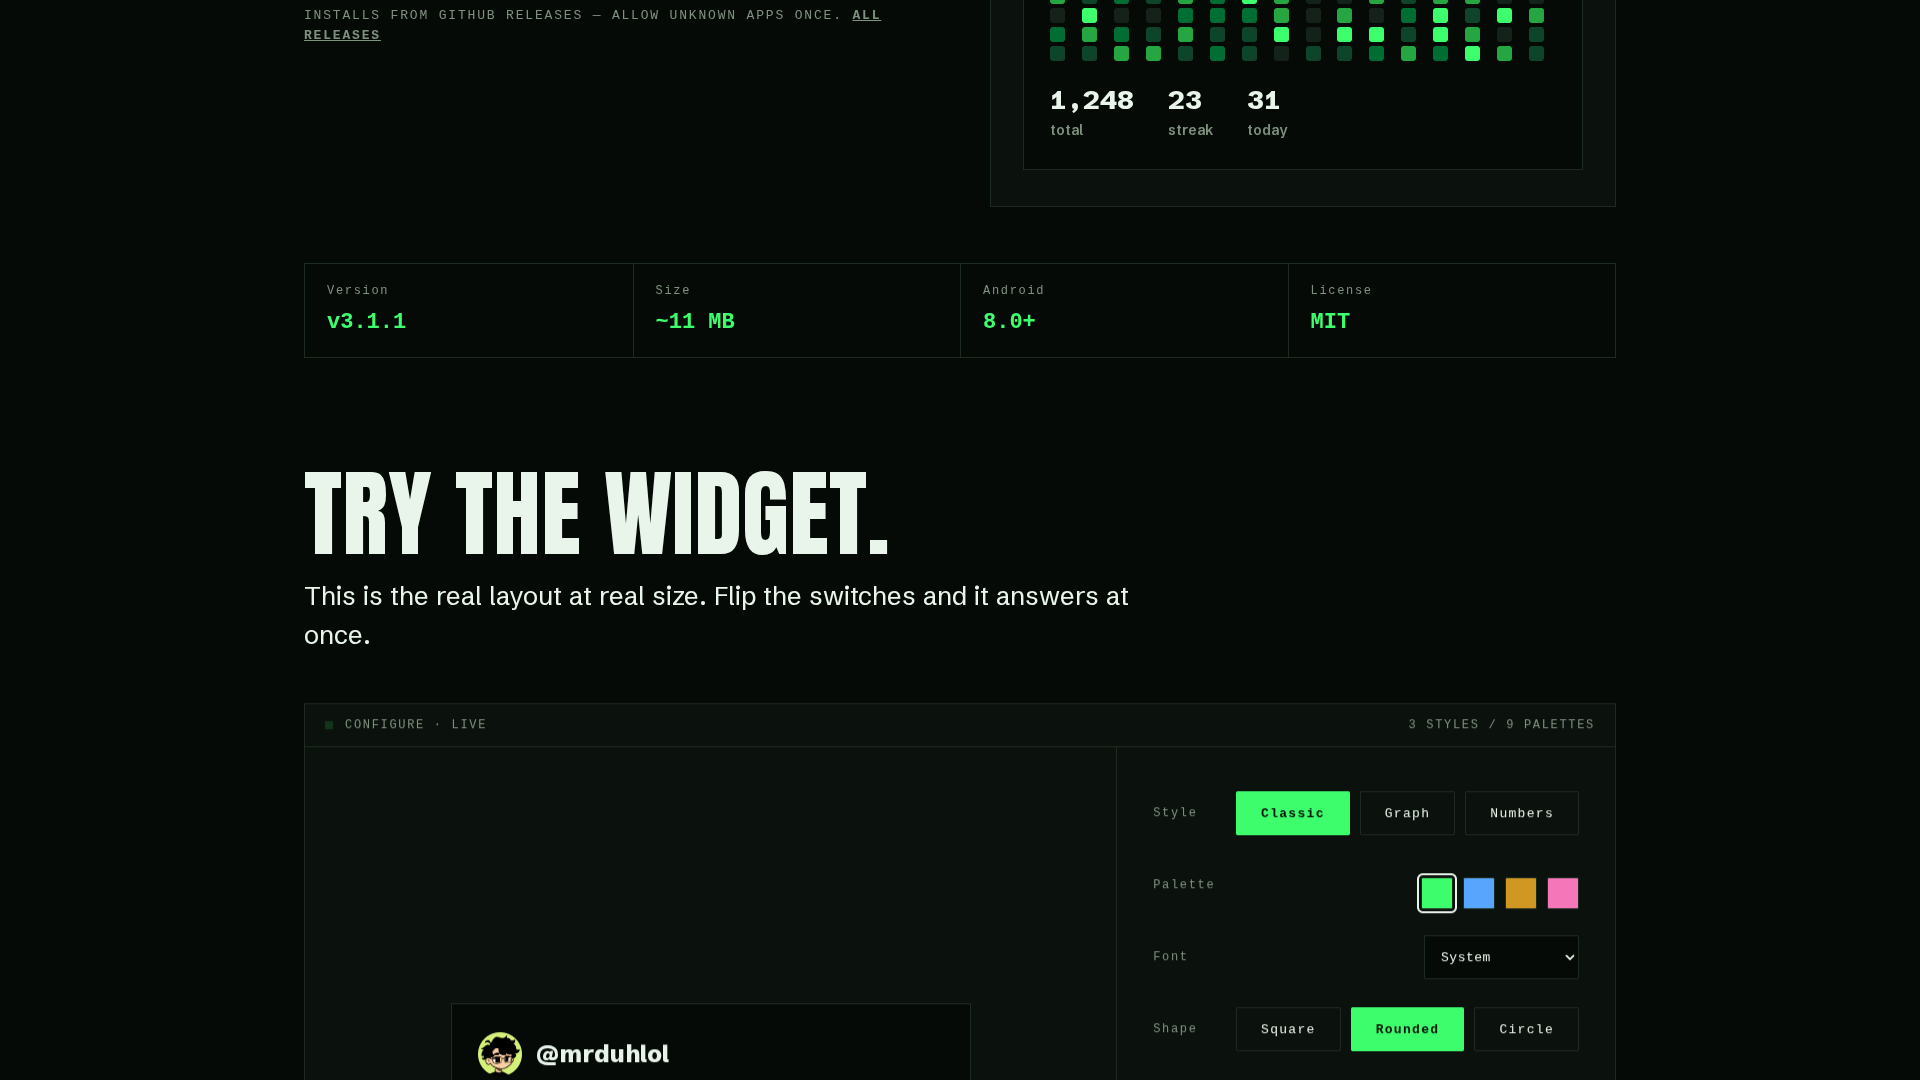 INSTALLS FROM GITHUB RELEASES — ALLOW UNKNOWN APPS ONCE. ALL
RELEASES
1,248 23 31
total streak today
Version Size Android License
v3.1.1 ~11 MB 8.0+ MIT
TRY THE WIDGET.
This is the real layout at real size. Flip the switches and it answers at
once.
CONFIGURE · LIVE 3 STYLES / 9 PALETTES
Style Classic Graph Numbers
Palette
Font System
Shape Square Rounded Circle
@mrduhlol